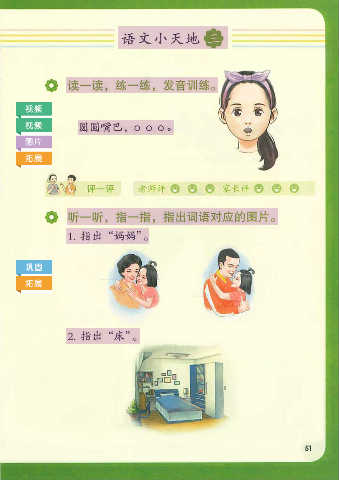 语文小天地 三
读一读，练一练，发音训练。
视频
视频
图片
拓展
圆圆嘴巴，○ ○ ○。
评一评 老师评 家长评
听一听，指一指，指出词语对应的图片。
1. 指出“妈妈”。
巩固
拓展
2. 指出“床”。
51